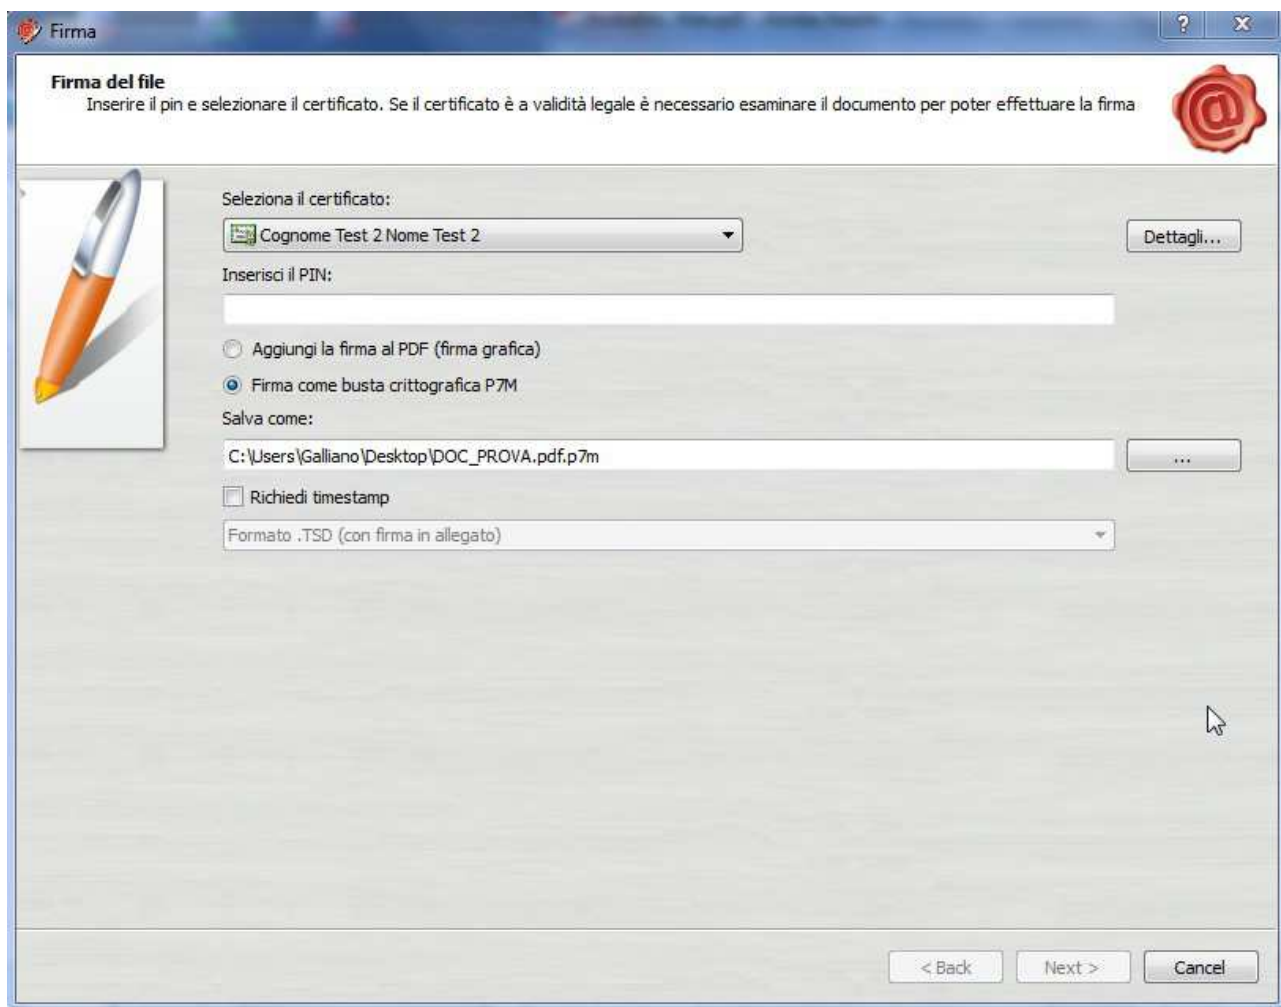 Firma
Firma del file
Inserire il pin e selezionare il certificato. Se il certificato è a validità legale è necessario esaminare il documento per poter effettuare la firma
Seleziona il certificato:
Cognome Test 2 Nome Test 2
Dettagli...
Inserisci il PIN:
Aggiungi la firma al PDF (firma grafica)
Firma come busta crittografica P7M
Salva come:
C:\Users\Galliano\Desktop\DOC_PROVA.pdf.p7m
...
Richiedi timestamp
Formato .TSD (con firma in allegato)
< Back
Next >
Cancel